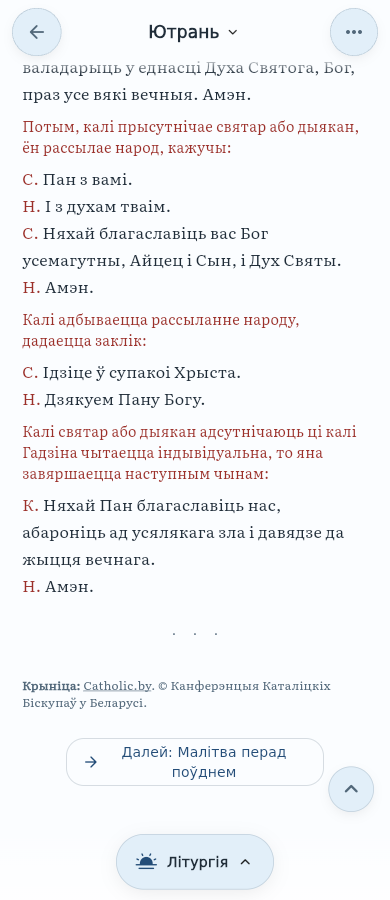 Ютрань
валадарыць у еднасці Духа Святога, Бог,
праз усе вякі вечныя. Амэн.
Потым, калі прысутнічае святар або дыякан,
ён рассылае народ, кажучы:
С. Пан з вамі.
Н. І з духам тваім.
С. Няхай благаславіць вас Бог
усемагутны, Айцец і Сын, і Дух Святы.
Н. Амэн.
Калі адбываецца рассыланне народу,
дадаецца заклік:
С. Ідзіце ў супакоі Хрыста.
Н. Дзякуем Пану Богу.
Калі святар або дыякан адсутнічаюць ці калі
Гадзіна чытаецца індывідуальна, то яна
завяршаецца наступным чынам:
К. Няхай Пан благаславіць нас,
абароніць ад усялякага зла і давядзе да
жыцця вечнага.
Н. Амэн.
. . .
Крыніца: Catholic.by. © Канферэнцыя Каталіцкіх
Біскупаў у Беларусі.
Далей: Малітва перад
поўднем
Літургія